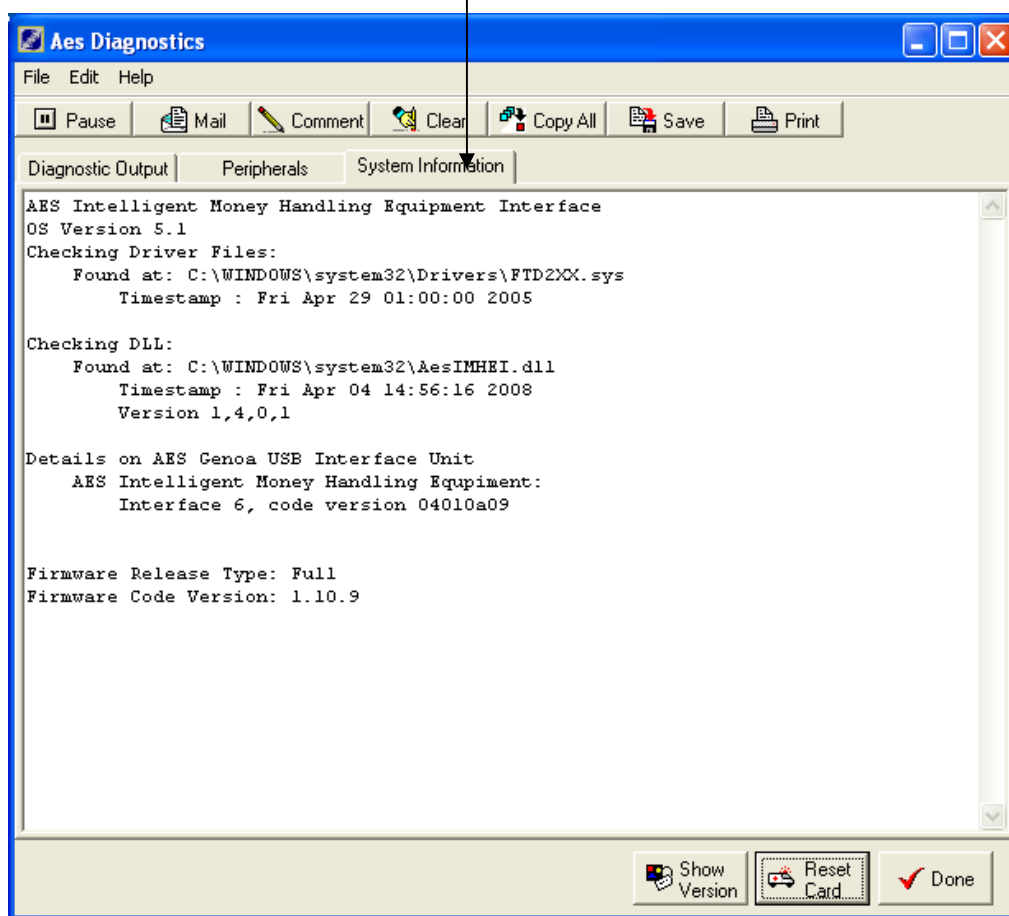 Aes Diagnostics
File Edit Help
Pause Mail Comment Clear Copy All Save Print
Diagnostic Output Peripherals System Information
AES Intelligent Money Handling Equipment Interface
OS Version 5.1
Checking Driver Files:
Found at: C:\WINDOWS\system32\Drivers\FTD2XX.sys
Timestamp : Fri Apr 29 01:00:00 2005
Checking DLL:
Found at: C:\WINDOWS\system32\AesIMHEI.dll
Timestamp : Fri Apr 04 14:56:16 2008
Version 1,4,0,1
Details on AES Genoa USB Interface Unit
AES Intelligent Money Handling Equpiment:
Interface 6, code version 04010a09
Firmware Release Type: Full
Firmware Code Version: 1.10.9
Show Version
Reset Card
Done